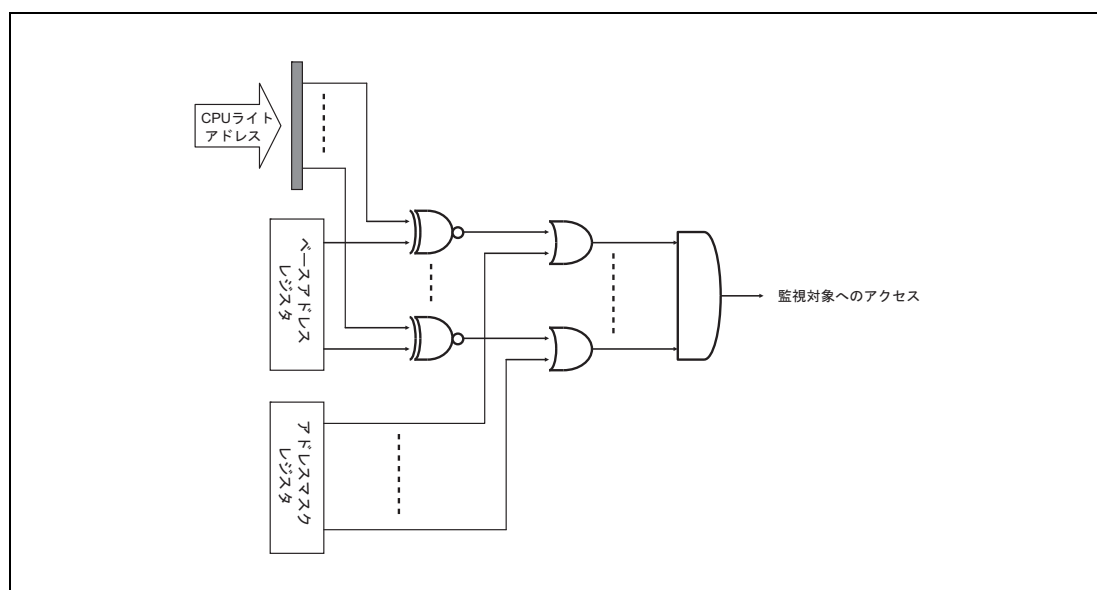 CPUライト
アドレス
ベースアドレス
レジスタ
アドレスマスク
レジスタ
監視対象へのアクセス